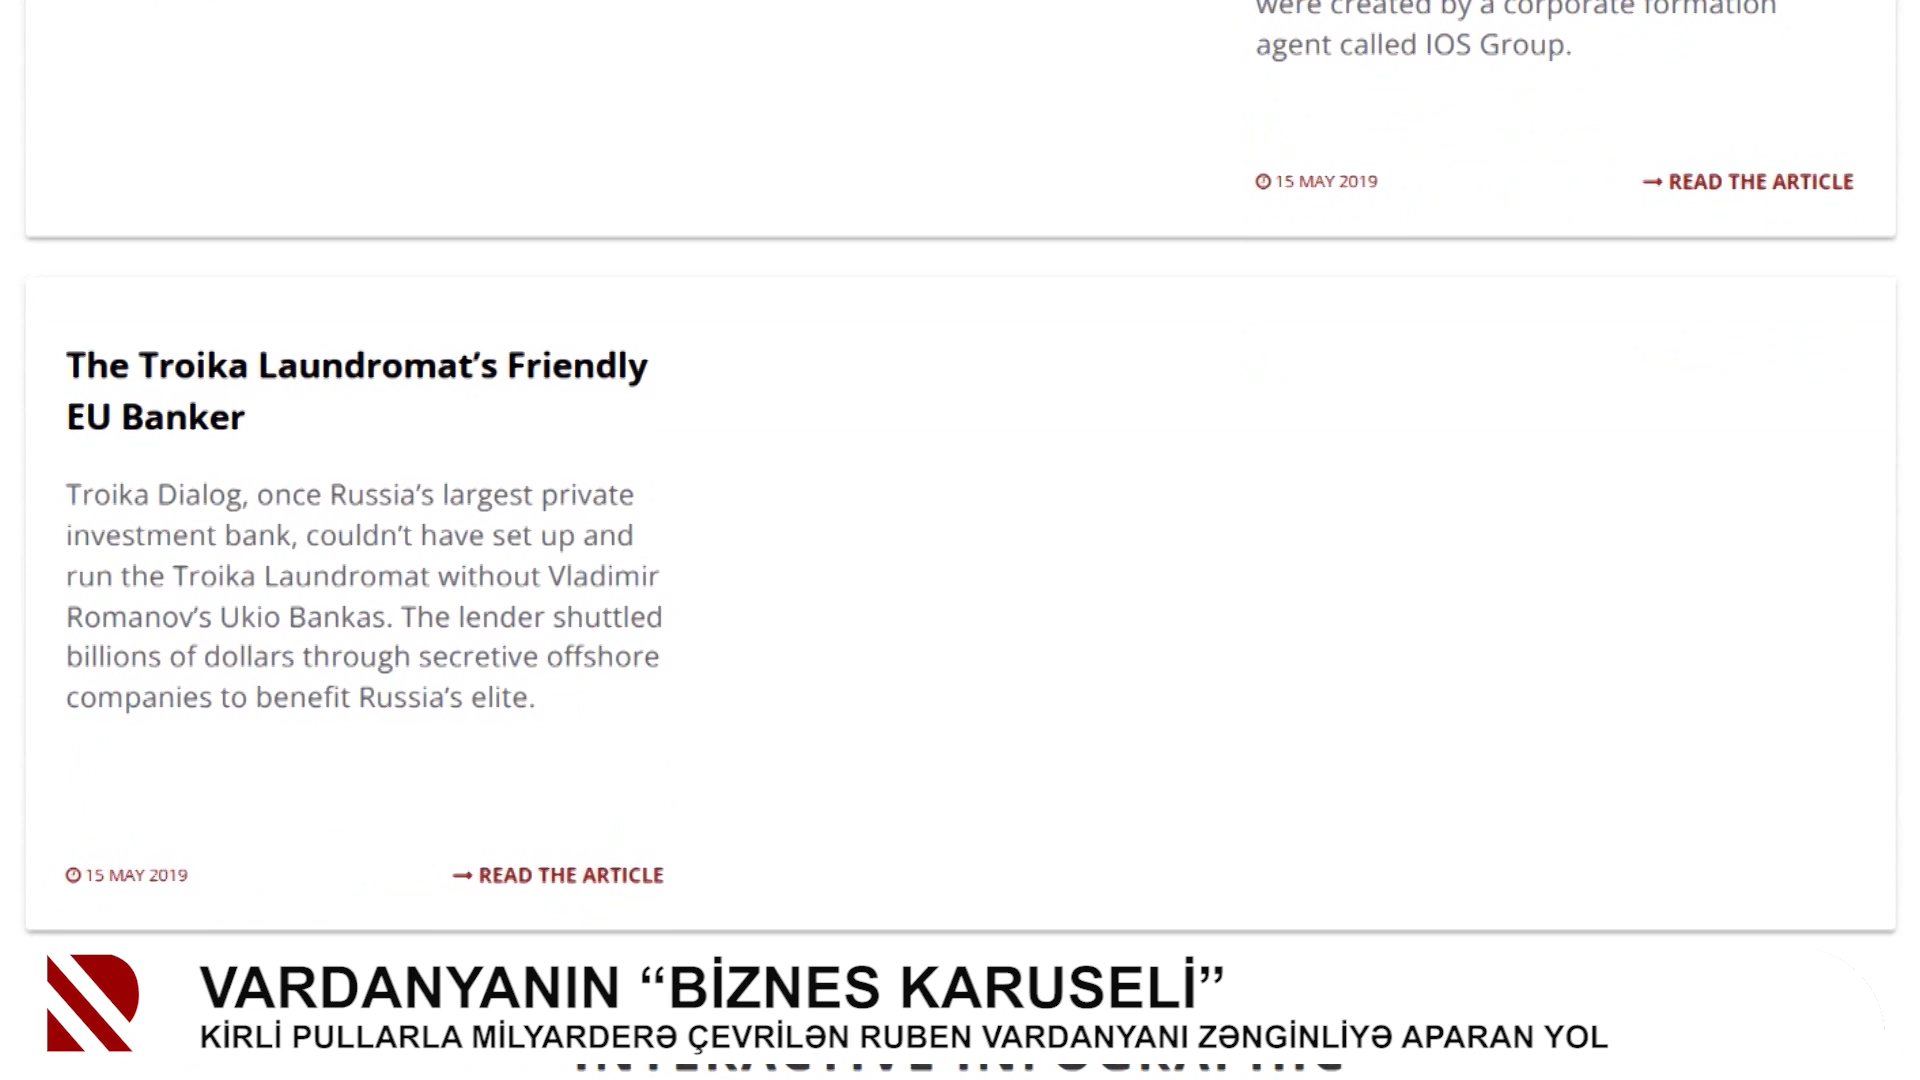 were created by a corporate formation
agent called IOS Group.
15 MAY 2019
→ READ THE ARTICLE
The Troika Laundromat’s Friendly
EU Banker
Troika Dialog, once Russia’s largest private
investment bank, couldn’t have set up and
run the Troika Laundromat without Vladimir
Romanov’s Ukio Bankas. The lender shuttled
billions of dollars through secretive offshore
companies to benefit Russia’s elite.
15 MAY 2019
→ READ THE ARTICLE
VARDANYANIN “BİZNES KARUSELİ”
KİRLİ PULLARLA MİLYARDERƏ ÇEVRİLƏN RUBEN VARDANYANI ZƏNGİNLİYƏ APARAN YOL
INTERACTIVE INFOGRAPHIC